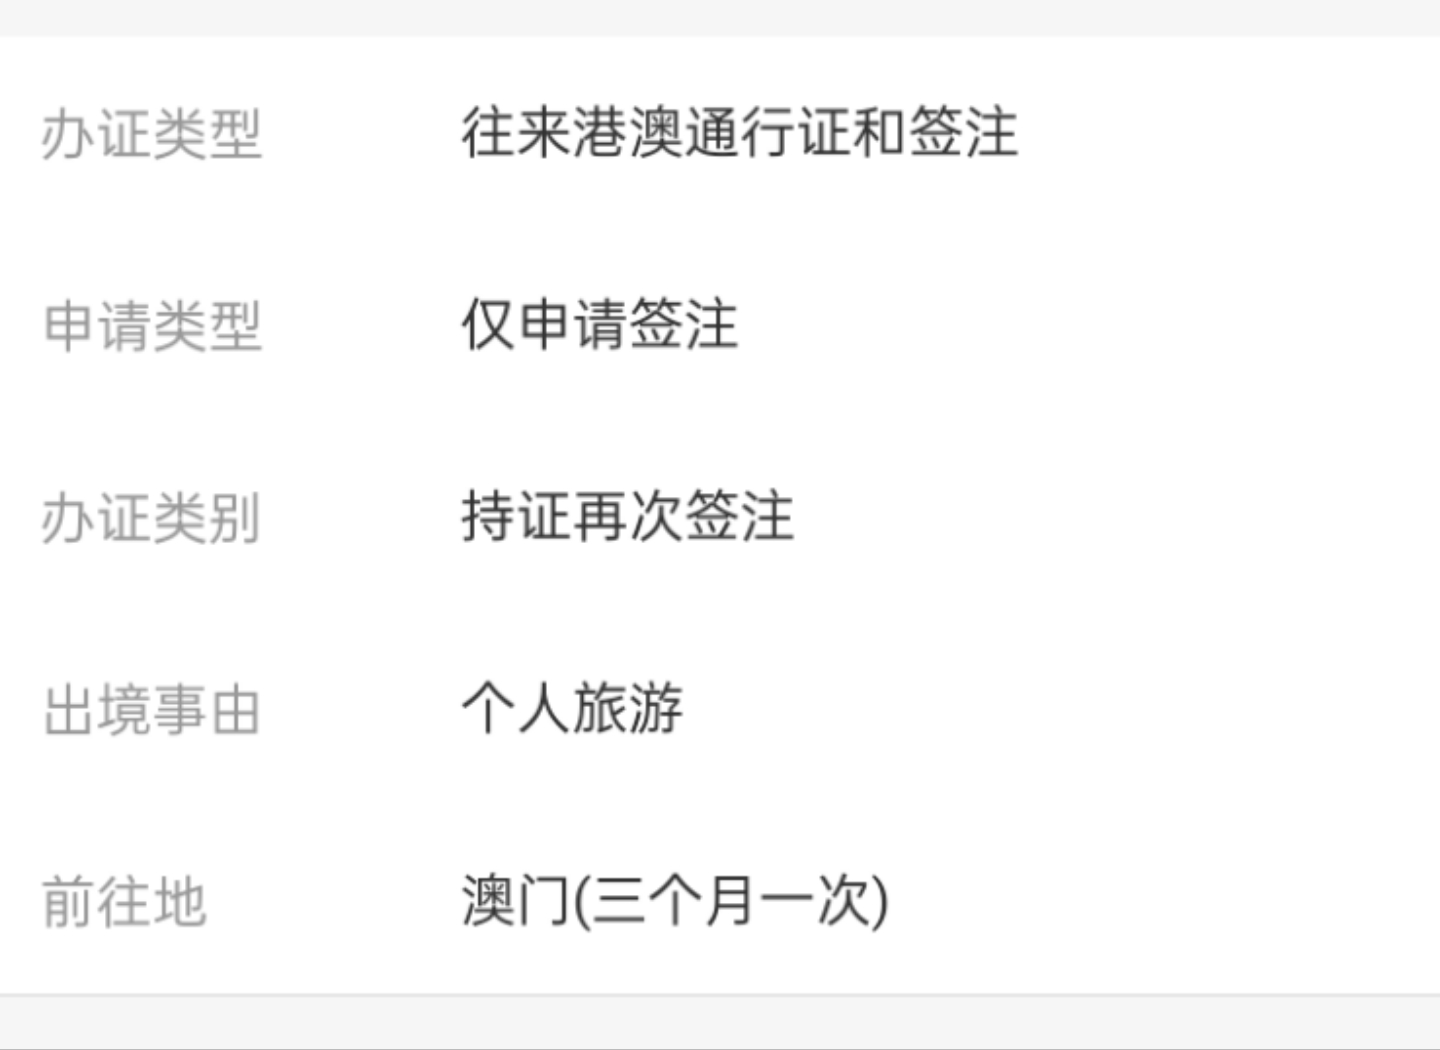 办证类型 往来港澳通行证和签注
申请类型 仅申请签注
办证类别 持证再次签注
出境事由 个人旅游
前往地 澳门(三个月一次)